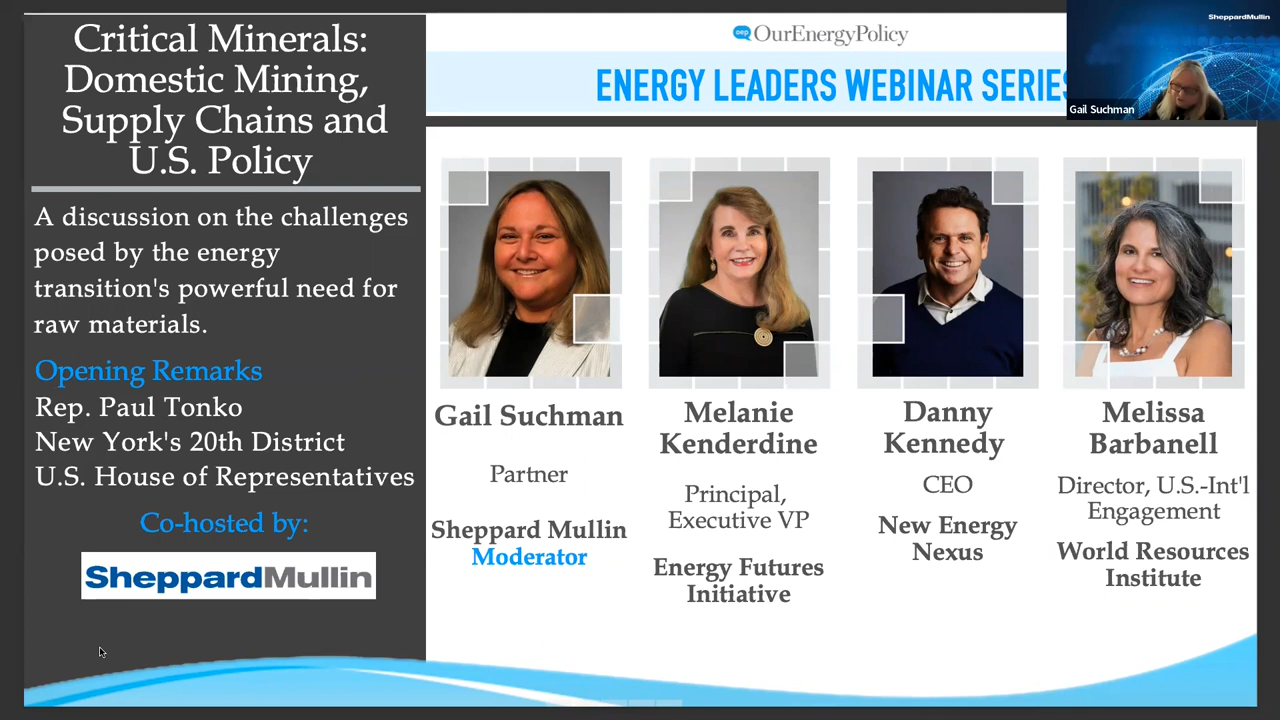 Critical Minerals:
Domestic Mining,
Supply Chains and
U.S. Policy
A discussion on the challenges
posed by the energy
transition's powerful need for
raw materials.
Opening Remarks
Rep. Paul Tonko
New York's 20th District
U.S. House of Representatives
Co-hosted by:
SheppardMullin
oep OurEnergyPolicy
ENERGY LEADERS WEBINAR SERIES
SheppardMullin
Gail Suchman
Gail Suchman
Partner
Sheppard Mullin
Moderator
Melanie
Kenderdine
Principal,
Executive VP
Energy Futures
Initiative
Danny
Kennedy
CEO
New Energy
Nexus
Melissa
Barbanell
Director, U.S.-Int'l
Engagement
World Resources
Institute